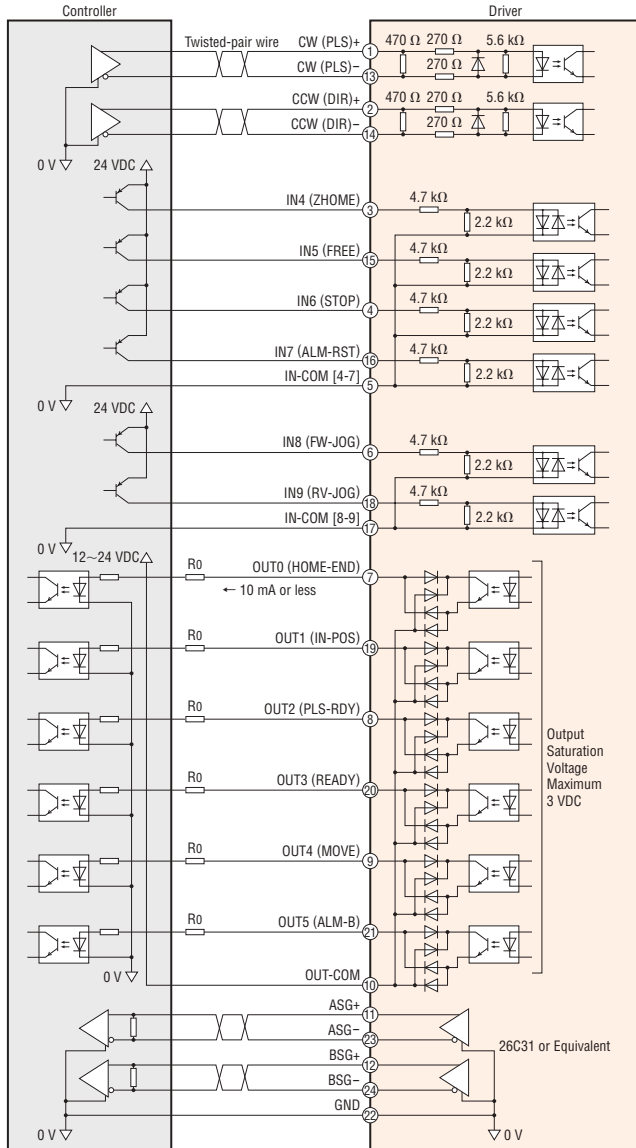 Controller
Driver
Twisted-pair wire
CW (PLS)+
1
470 Ω
270 Ω
5.6 kΩ
CW (PLS)−
13
270 Ω
CCW (DIR)+
2
470 Ω
270 Ω
5.6 kΩ
CCW (DIR)−
14
270 Ω
0 V
24 VDC
IN4 (ZHOME)
3
4.7 kΩ
2.2 kΩ
IN5 (FREE)
15
4.7 kΩ
2.2 kΩ
IN6 (STOP)
4
4.7 kΩ
2.2 kΩ
IN7 (ALM-RST)
16
4.7 kΩ
IN-COM [4-7]
5
2.2 kΩ
0 V
24 VDC
IN8 (FW-JOG)
6
4.7 kΩ
2.2 kΩ
IN9 (RV-JOG)
18
4.7 kΩ
IN-COM [8-9]
17
2.2 kΩ
0 V
12~24 VDC
R0
OUT0 (HOME-END)
7
← 10 mA or less
R0
OUT1 (IN-POS)
19
R0
OUT2 (PLS-RDY)
8
Output
Saturation
Voltage
Maximum
3 VDC
R0
OUT3 (READY)
20
R0
OUT4 (MOVE)
9
R0
OUT5 (ALM-B)
21
0 V
OUT-COM
10
ASG+
11
ASG−
23
26C31 or Equivalent
BSG+
12
BSG−
24
GND
22
0 V
0 V